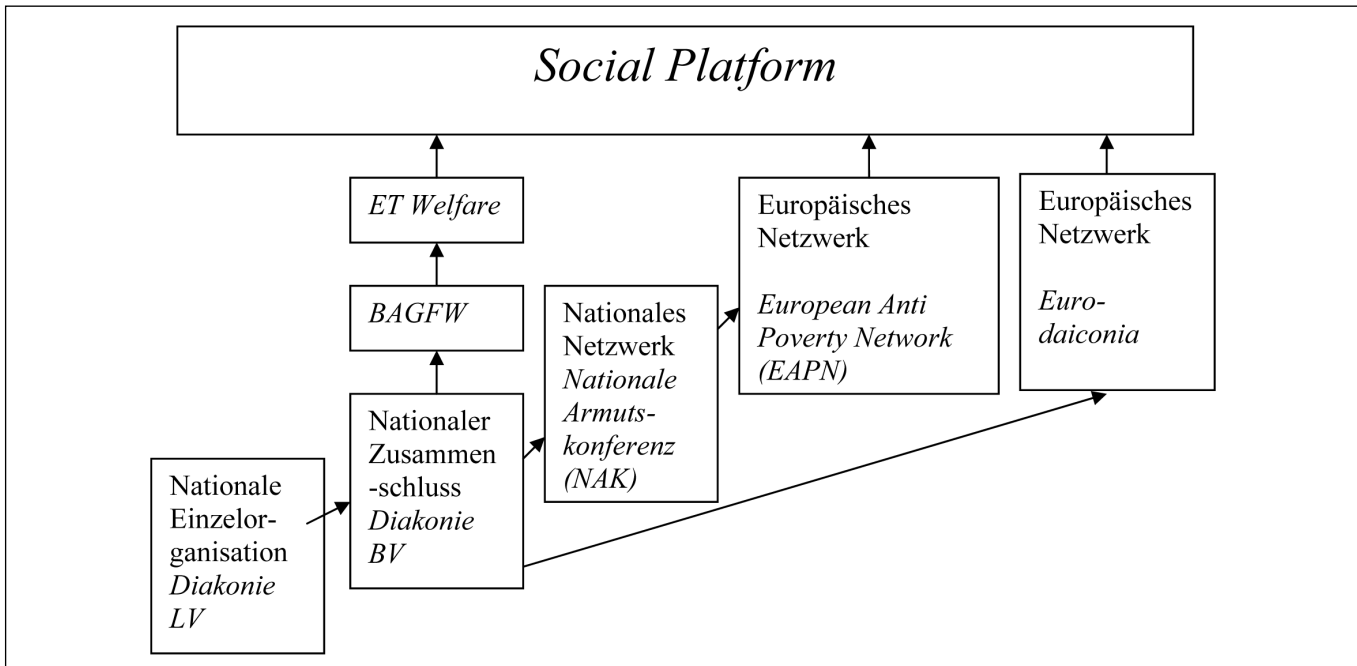 Social Platform
ET Welfare
BAGFW
Nationale
Einzelor-
ganisation
Diakonie
LV
Nationaler
Zusammen
-schluss
Diakonie
BV
Nationales
Netzwerk
Nationale
Armuts-
konferenz
(NAK)
Europäisches
Netzwerk
European Anti
Poverty Network
(EAPN)
Europäisches
Netzwerk
Euro-
daiconia